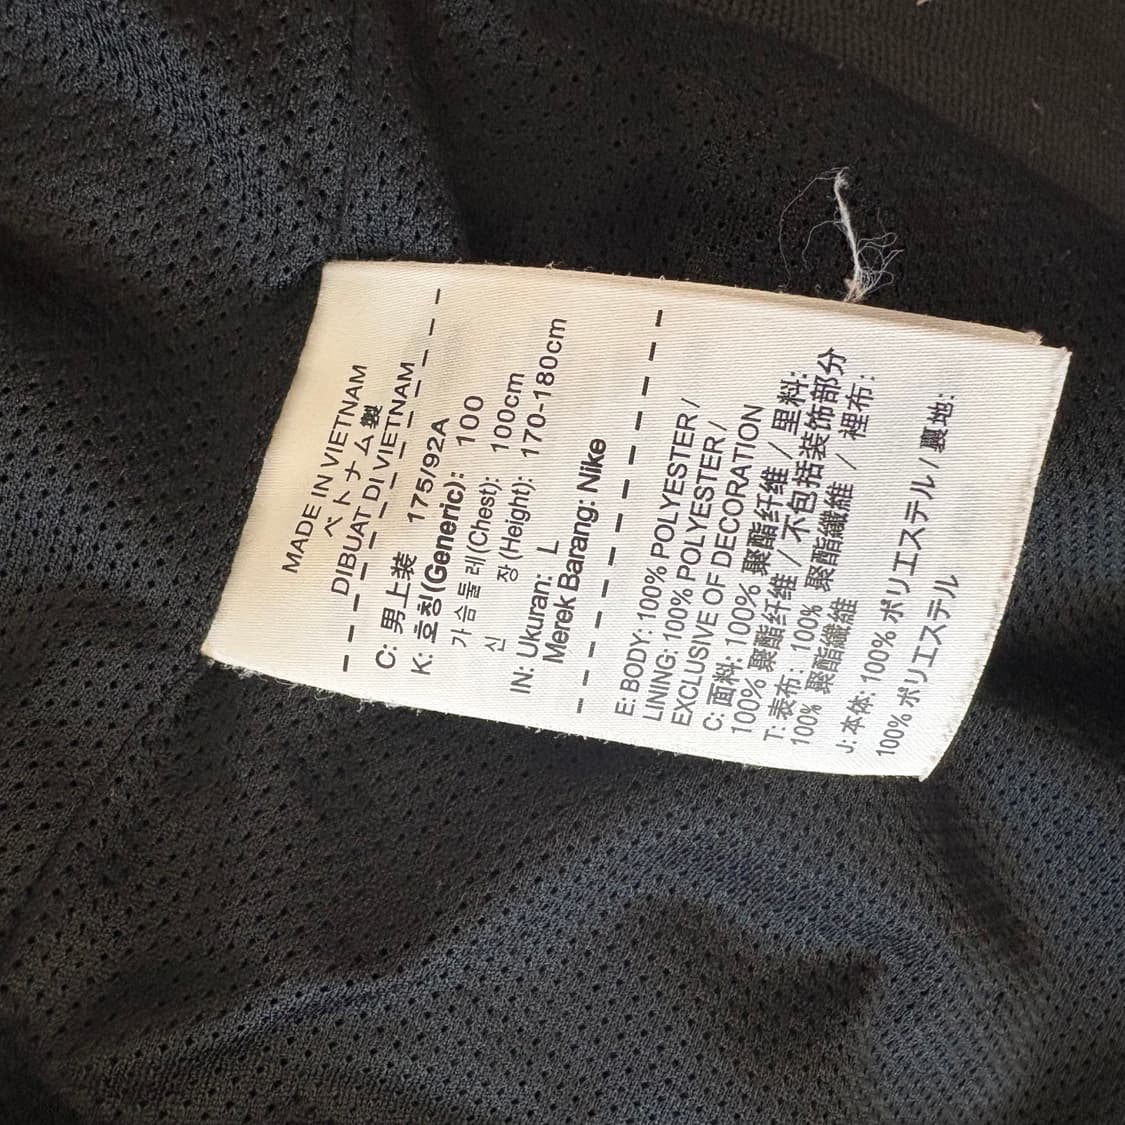 MADE IN VIETNAM
ベトナム製
DIBUAT DI VIETNAM
C: 男上装 175/92A
K: 호칭(Generic): 100
가슴둘레(Chest): 100cm
신 장(Height): 170-180cm
IN: Ukuran: L
Merek Barang: Nike
E: BODY: 100% POLYESTER /
LINING: 100% POLYESTER /
EXCLUSIVE OF DECORATION
C: 面料: 100% 聚酯纤维 / 里料:
100% 聚酯纤维 / 不包括装饰部分
T: 表布: 100% 聚酯纖維 / 裡布:
100% 聚酯纖維
J: 本体: 100% ポリエステル / 裏地:
100% ポリエステル